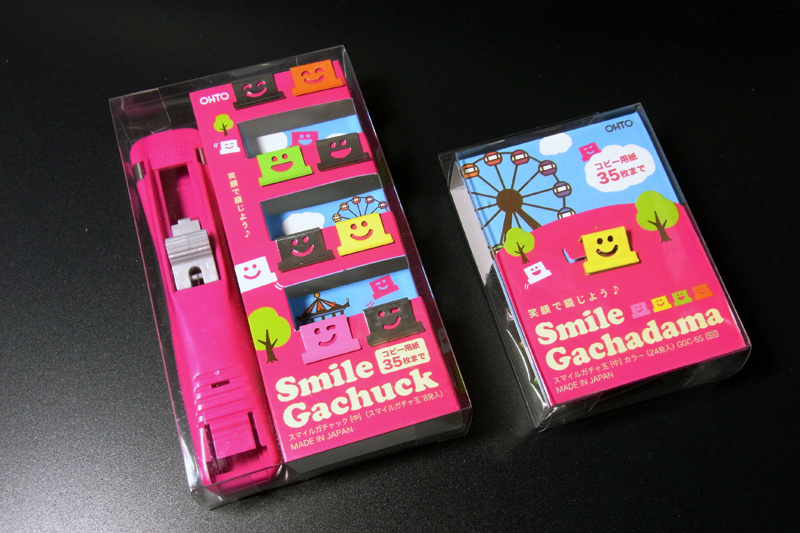 OHTO
笑顔で綴じよう♪
コピー用紙
35枚まで
Smile
Gachuck
スマイルガチャック [中] (スマイルガチャ玉 8発入)
MADE IN JAPAN
OHTO
コピー用紙
35枚まで
笑顔で綴じよう♪
Smile
Gachadama
スマイルガチャ玉 [中] カラー (24発入) GGC-5S
MADE IN JAPAN